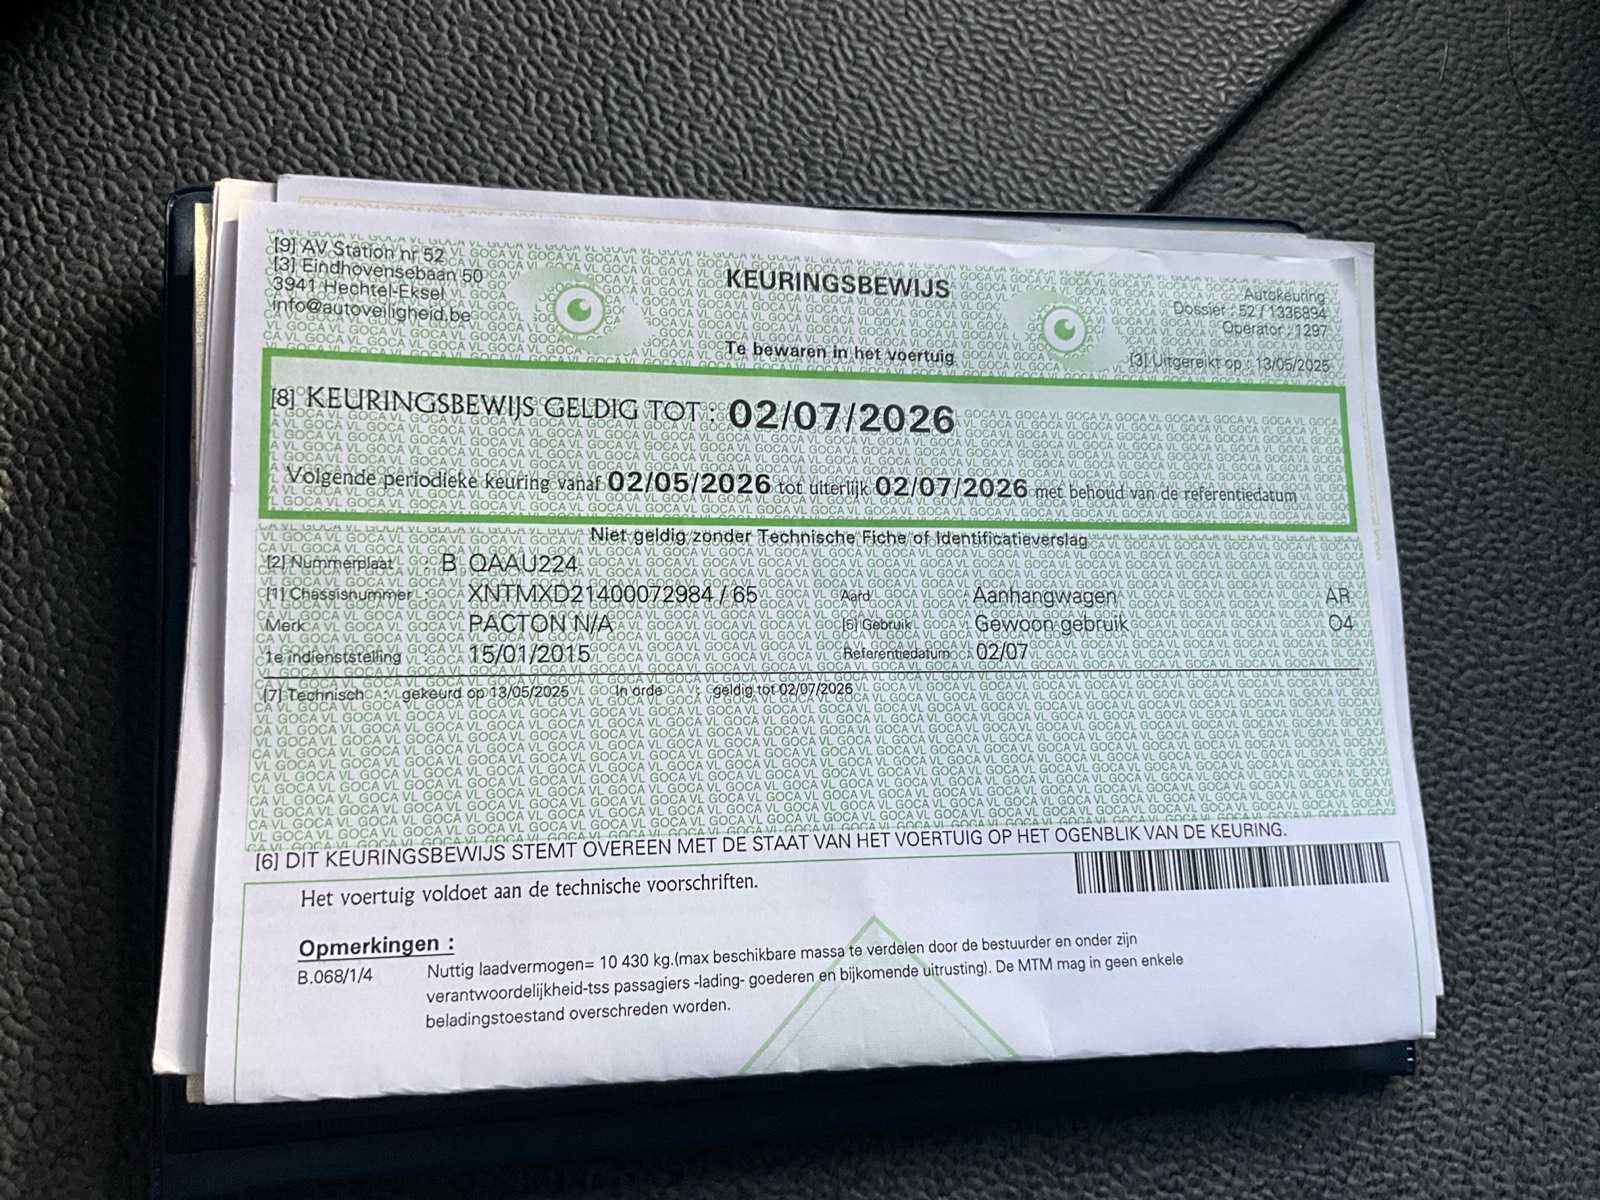 [9] AV Station nr 52
[3] Eindhovensebaan 50
3941 Hechtel-Eksel
info@autoveiligheid.be
KEURINGSBEWIJS
Te bewaren in het voertuig
Autokeuring
Dossier : 52 / 1336894
Operator : 1297
[3] Uitgereikt op : 13/05/2025
[8] KEURINGSBEWIJS GELDIG TOT : 02/07/2026
Volgende periodieke keuring vanaf 02/05/2026 tot uiterlijk 02/07/2026 met behoud van de referentiedatum
Niet geldig zonder Technische Fiche of Identificatieverslag
[2] Nummerplaat : B QAAU224
[1] Chassisnummer : XNTMXD21400072984 / 65 Aard : Aanhangwagen AR
Merk : PACTON N/A [5] Gebruik : Gewoon gebruik O4
1e indienststelling : 15/01/2015 Referentiedatum : 02/07
[7] Technisch : gekeurd op 13/05/2025 In orde : geldig tot 02/07/2026
[6] DIT KEURINGSBEWIJS STEMT OVEREEN MET DE STAAT VAN HET VOERTUIG OP HET OGENBLIK VAN DE KEURING.
Het voertuig voldoet aan de technische voorschriften.
Opmerkingen :
B.068/1/4 Nuttig laadvermogen= 10 430 kg.(max beschikbare massa te verdelen door de bestuurder en onder zijn
verantwoordelijkheid-tss passagiers -lading- goederen en bijkomende uitrusting). De MTM mag in geen enkele
beladingstoestand overschreden worden.